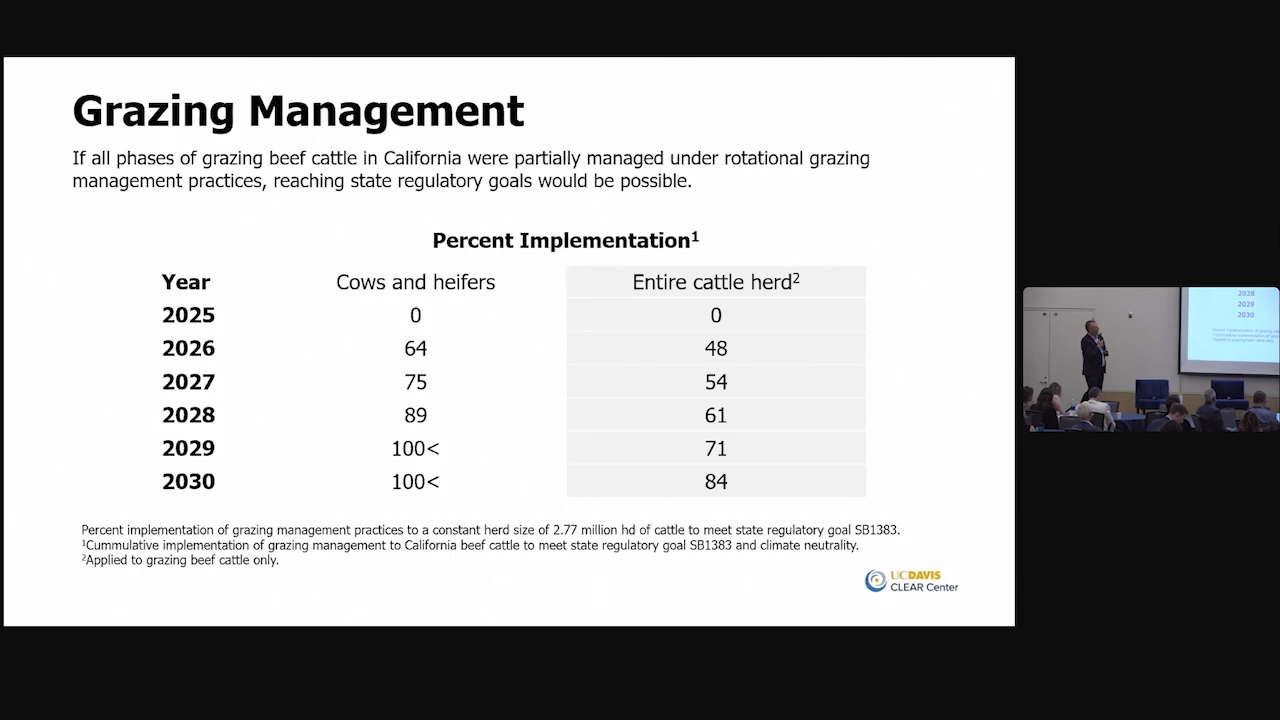 Grazing Management
If all phases of grazing beef cattle in California were partially managed under rotational grazing
management practices, reaching state regulatory goals would be possible.
Percent Implementation¹
Year Cows and heifers Entire cattle herd²
2025 0 0
2026 64 48
2027 75 54
2028 89 61
2029 100< 71
2030 100< 84
Percent implementation of grazing management practices to a constant herd size of 2.77 million hd of cattle to meet state regulatory goal SB1383.
¹Cummulative implementation of grazing management to California beef cattle to meet state regulatory goal SB1383 and climate neutrality.
²Applied to grazing beef cattle only.
UCDAVIS
CLEAR Center
2028
2029
2030